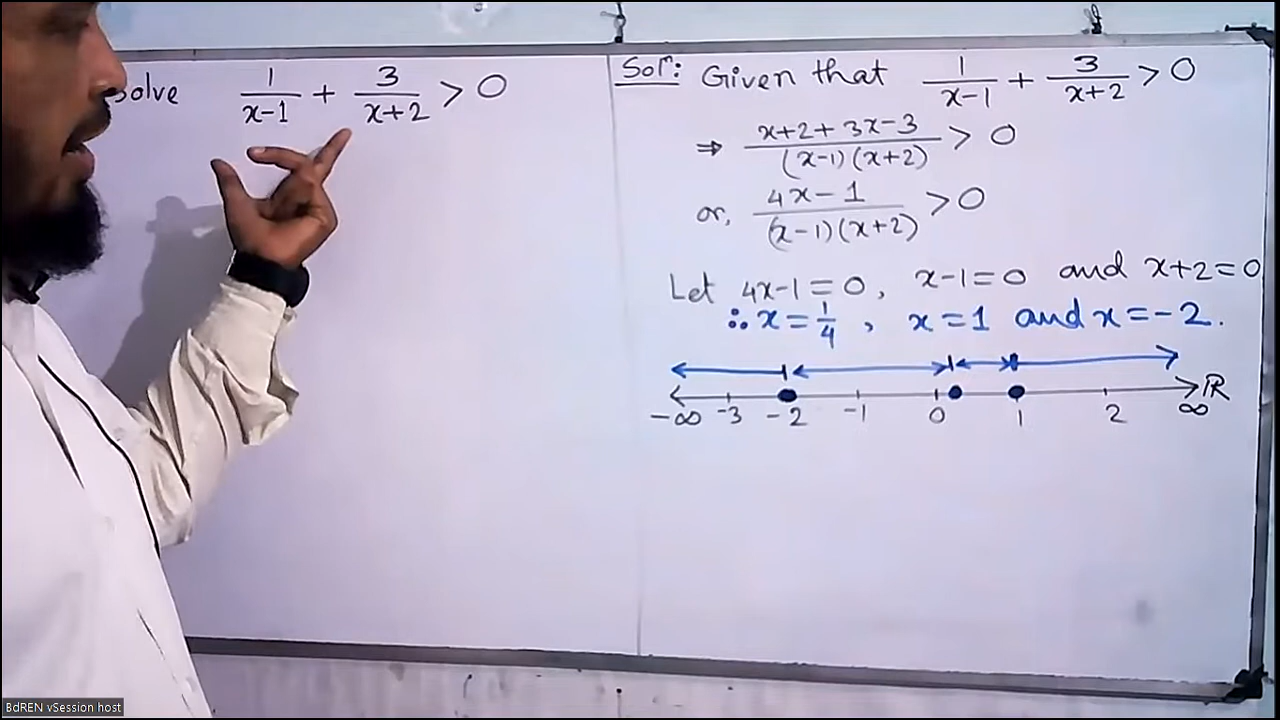 Solve 1/(x-1) + 3/(x+2) > 0
Solⁿ: Given that 1/(x-1) + 3/(x+2) > 0
⇒ (x+2+3x-3)/((x-1)(x+2)) > 0
or, (4x-1)/((x-1)(x+2)) > 0
Let 4x-1=0, x-1=0 and x+2=0
∴ x = 1/4, x=1 and x=-2.
-∞ -3 -2 -1 0 1 2 ∞ ℝ
BdREN vSession host